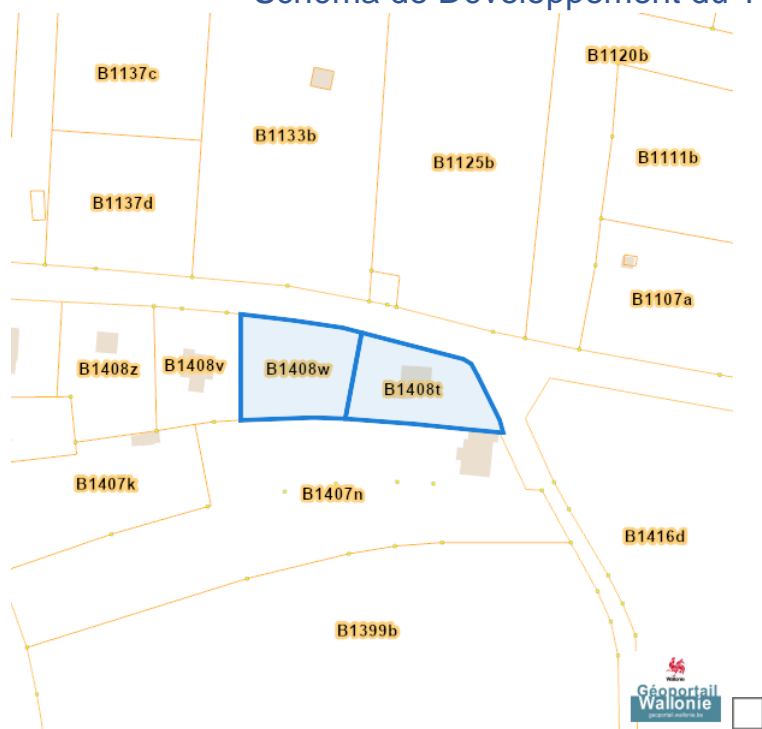 Schéma de Développement du T
B1120b
B1137c
B1133b
B1125b
B1111b
B1137d
B1107a
B1408z
B1408v
B1408w
B1408t
B1407k
B1407n
B1416d
B1399b
Wallonie
Géoportail
Wallonie
geoportail.wallonie.be